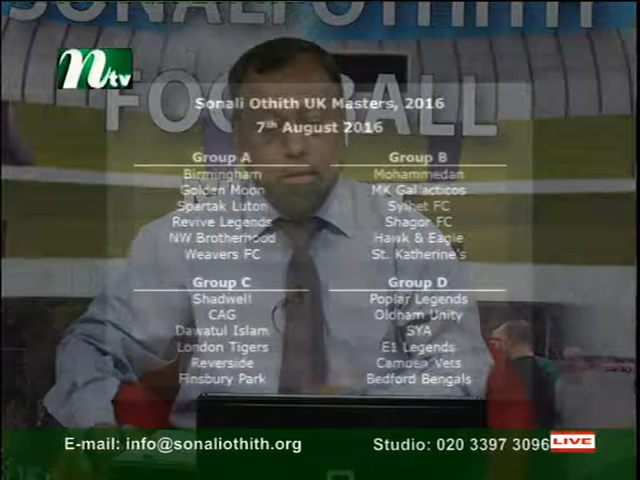 SONALI OTHITH
ntv
FOOTBALL
Sonali Othith UK Masters, 2016
7th August 2016
Group A
Birmingham
Golden Moon
Spartak Luton
Revive Legends
NW Brotherhood
Weavers FC
Group B
Mohammedan
MK Galacticos
Sylhet FC
Shagor FC
Hawk & Eagle
St. Katherine's
Group C
Shadwell
CAG
Dawatul Islam
London Tigers
Reverside
Finsbury Park
Group D
Poplar Legends
Oldham Unity
SYA
E1 Legends
Camden Vets
Bedford Bengals
E-mail: info@sonaliothith.org
Studio: 020 3397 3096
LIVE